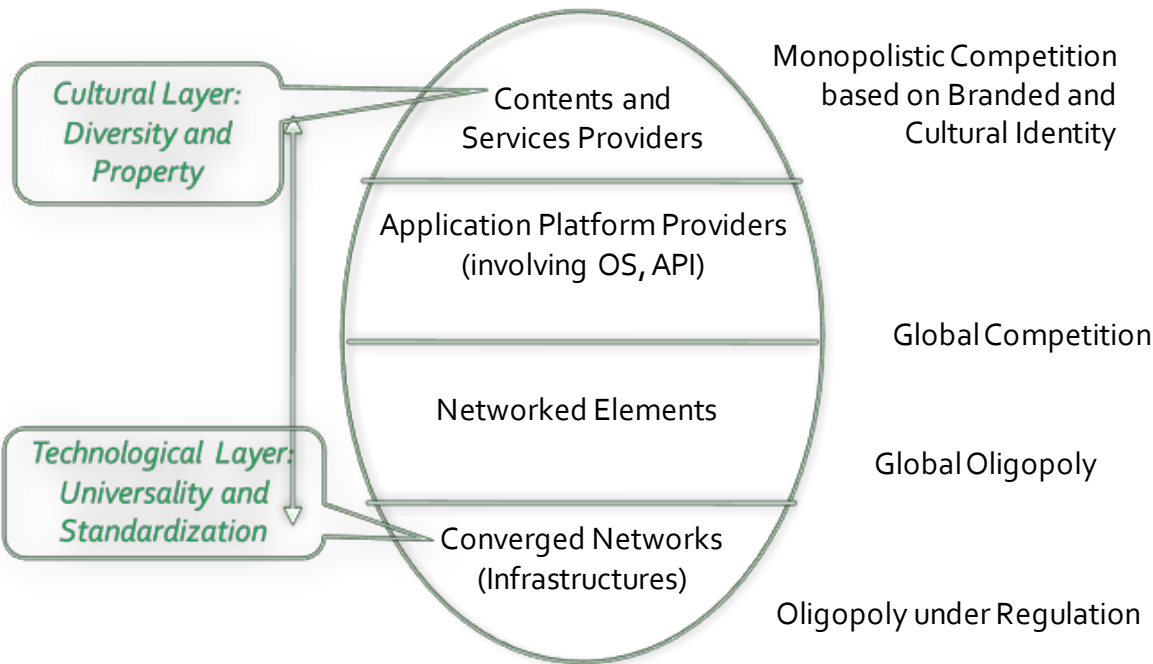 Cultural Layer:
Diversity and
Property
Contents and
Services Providers
Monopolistic Competition
based on Branded and
Cultural Identity
Application Platform Providers
(involving OS, API)
Global Competition
Networked Elements
Technological Layer:
Universality and
Standardization
Global Oligopoly
Converged Networks
(Infrastructures)
Oligopoly under Regulation